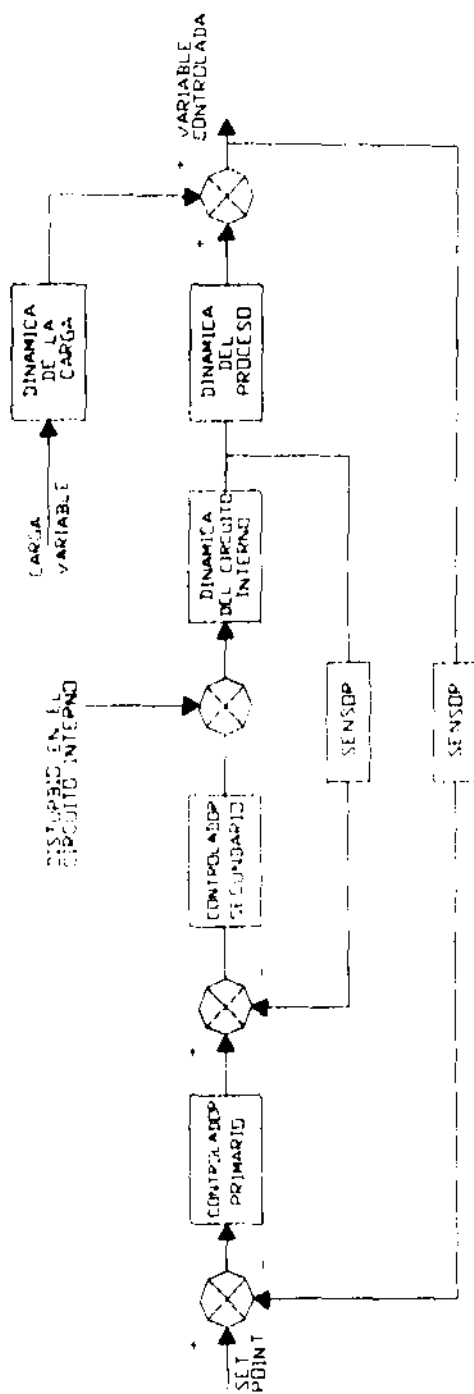 SET
POINT
+
-
CONTROLADOR
PRIMARIO
+
-
CONTROLADOR
SECUNDARIO
DISTURBIO EN EL
CIRCUITO INTERNO
DINAMICA
DEL CIRCUITO
INTERNO
CARGA
VARIABLE
DINAMICA
DE LA
CARGA
DINAMICA
DEL
PROCESO
+
+
VARIABLE
CONTROLADA
SENSOR
SENSOR